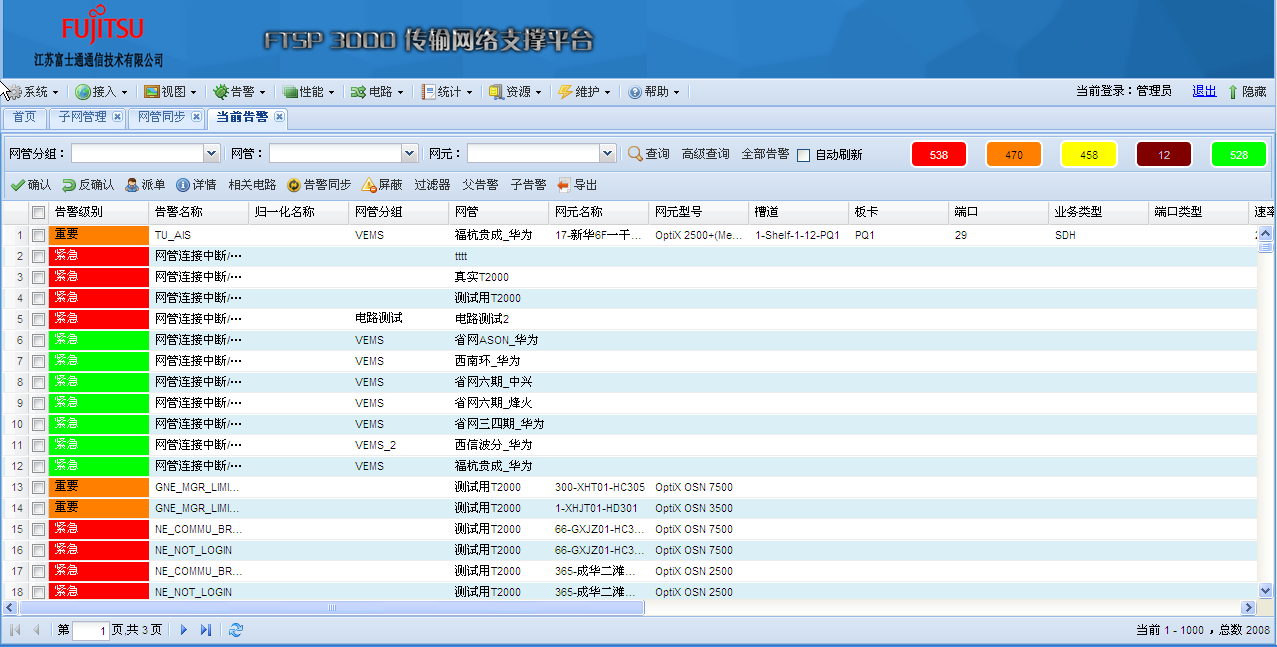 FUJITSU
江苏富士通通信技术有限公司
FTSP 3000 传输网络支撑平台
系统 接入 视图 告警 性能 电路 统计 资源 维护 帮助 当前登录：管理员 退出 隐藏
首页 子网管理 网管同步 当前告警
网管分组： 网管： 网元： 查询 高级查询 全部告警 自动刷新 538 470 458 12 528
确认 反确认 派单 详情 相关电路 告警同步 屏蔽 过滤器 父告警 子告警 导出
告警级别 告警名称 归一化名称 网管分组 网管 网元名称 网元型号 槽道 板卡 端口 业务类型 端口类型 速率
1 重要 TU_AIS VEMS 福杭贵成_华为 17-新华6F一干... OptiX 2500+(Me... 1-Shelf-1-12-PQ1 PQ1 29 SDH
2 紧急 网管连接中断/... tttt
3 紧急 网管连接中断/... 真实T2000
4 紧急 网管连接中断/... 测试用T2000
5 紧急 网管连接中断/... 电路测试 电路测试2
6 紧急 网管连接中断/... VEMS 省网ASON_华为
7 紧急 网管连接中断/... VEMS 西南环_华为
8 紧急 网管连接中断/... VEMS 省网六期_中兴
9 紧急 网管连接中断/... VEMS 省网六期_烽火
10 紧急 网管连接中断/... VEMS 省网三四期_华为
11 紧急 网管连接中断/... VEMS_2 西信波分_华为
12 紧急 网管连接中断/... VEMS 福杭贵成_华为
13 重要 GNE_MGR_LIMI... 测试用T2000 300-XHT01-HC305 OptiX OSN 7500
14 重要 GNE_MGR_LIMI... 测试用T2000 1-XHJT01-HD301 OptiX OSN 3500
15 紧急 NE_COMMU_BR... 测试用T2000 66-GXJZ01-HC3... OptiX OSN 7500
16 紧急 NE_NOT_LOGIN 测试用T2000 66-GXJZ01-HC3... OptiX OSN 7500
17 紧急 NE_COMMU_BR... 测试用T2000 365-成华二滩... OptiX OSN 2500
18 紧急 NE_NOT_LOGIN 测试用T2000 365-成华二滩... OptiX OSN 2500
第 1 页,共 3 页 当前 1 - 1000 ，总数 2008